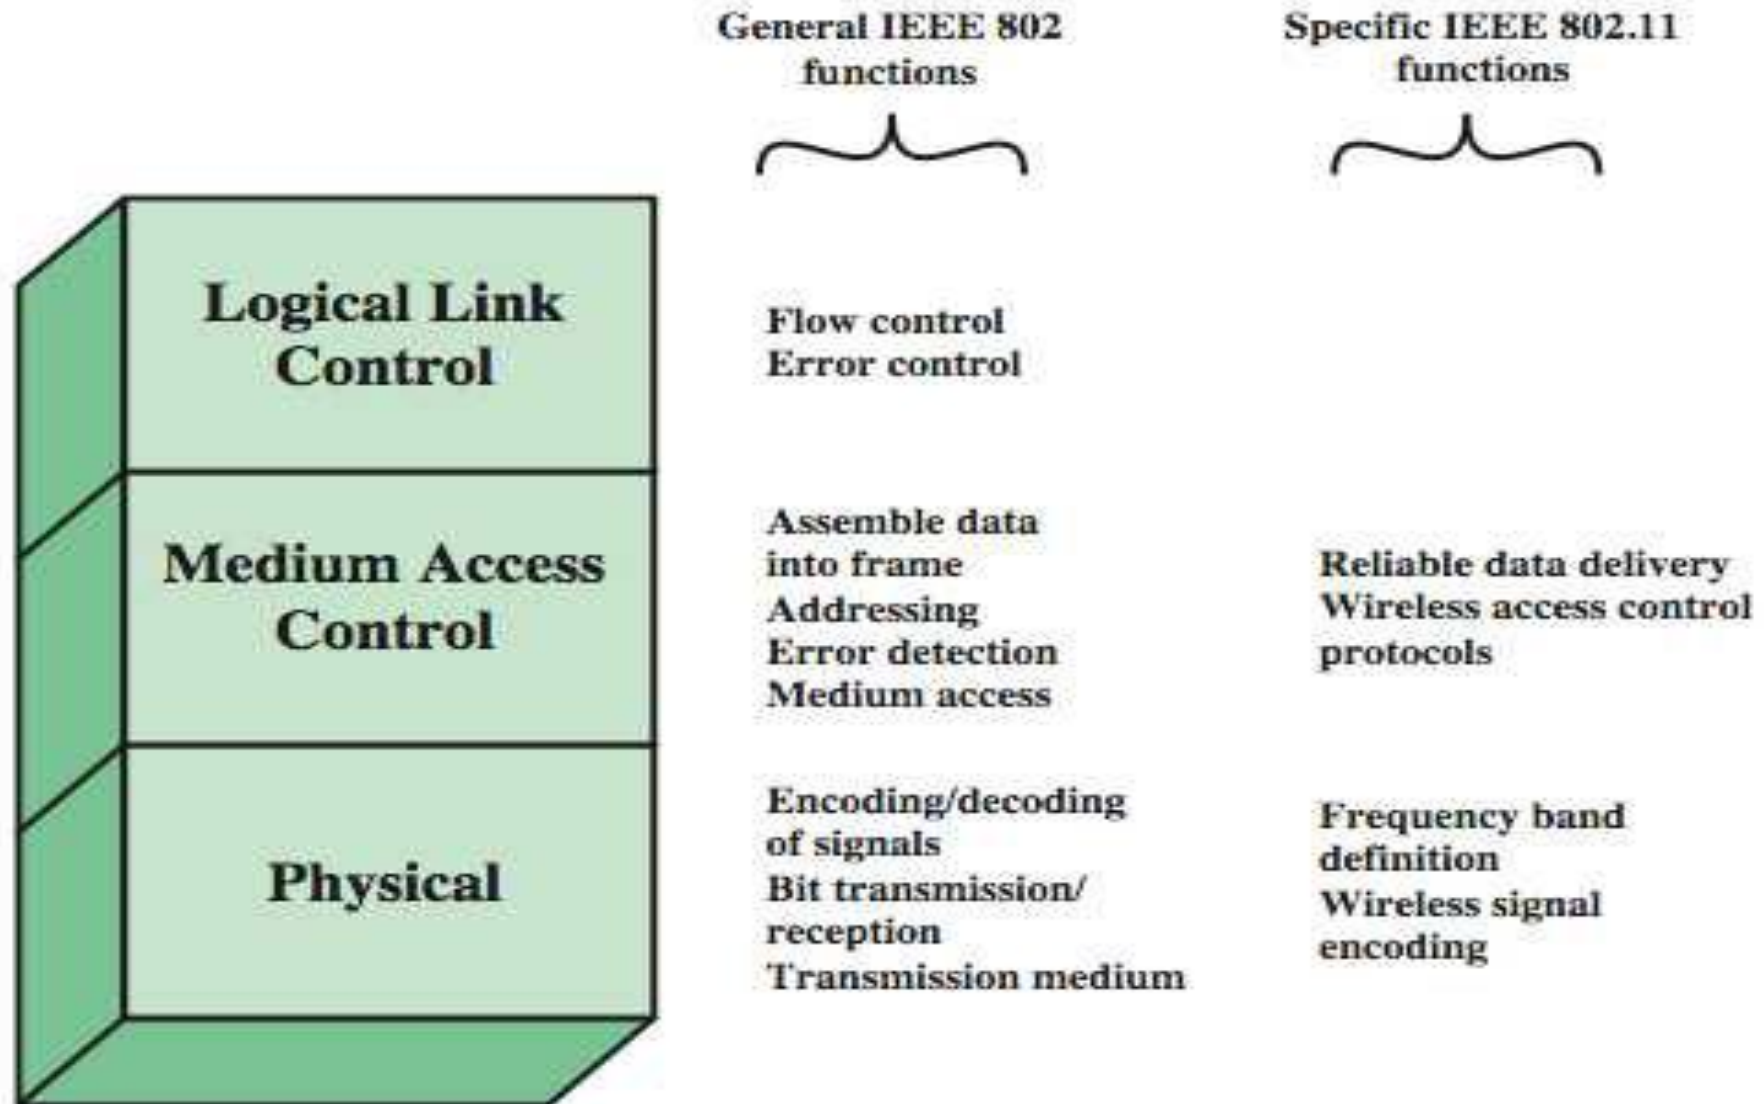 General IEEE 802
functions
Specific IEEE 802.11
functions
Logical Link
Control
Flow control
Error control
Medium Access
Control
Assemble data
into frame
Addressing
Error detection
Medium access
Reliable data delivery
Wireless access control
protocols
Physical
Encoding/decoding
of signals
Bit transmission/
reception
Transmission medium
Frequency band
definition
Wireless signal
encoding